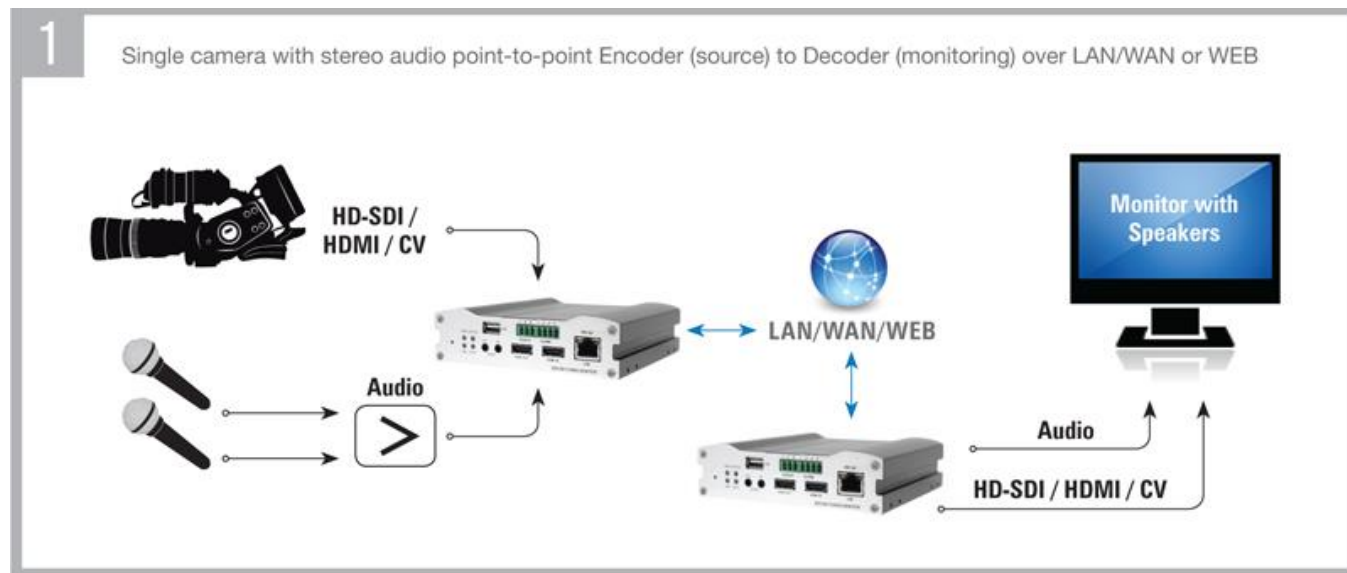 1
Single camera with stereo audio point-to-point Encoder (source) to Decoder (monitoring) over LAN/WAN or WEB
HD-SDI /
HDMI / CV
Monitor with
Speakers
LAN/WAN/WEB
Audio
>
Audio
HD-SDI / HDMI / CV